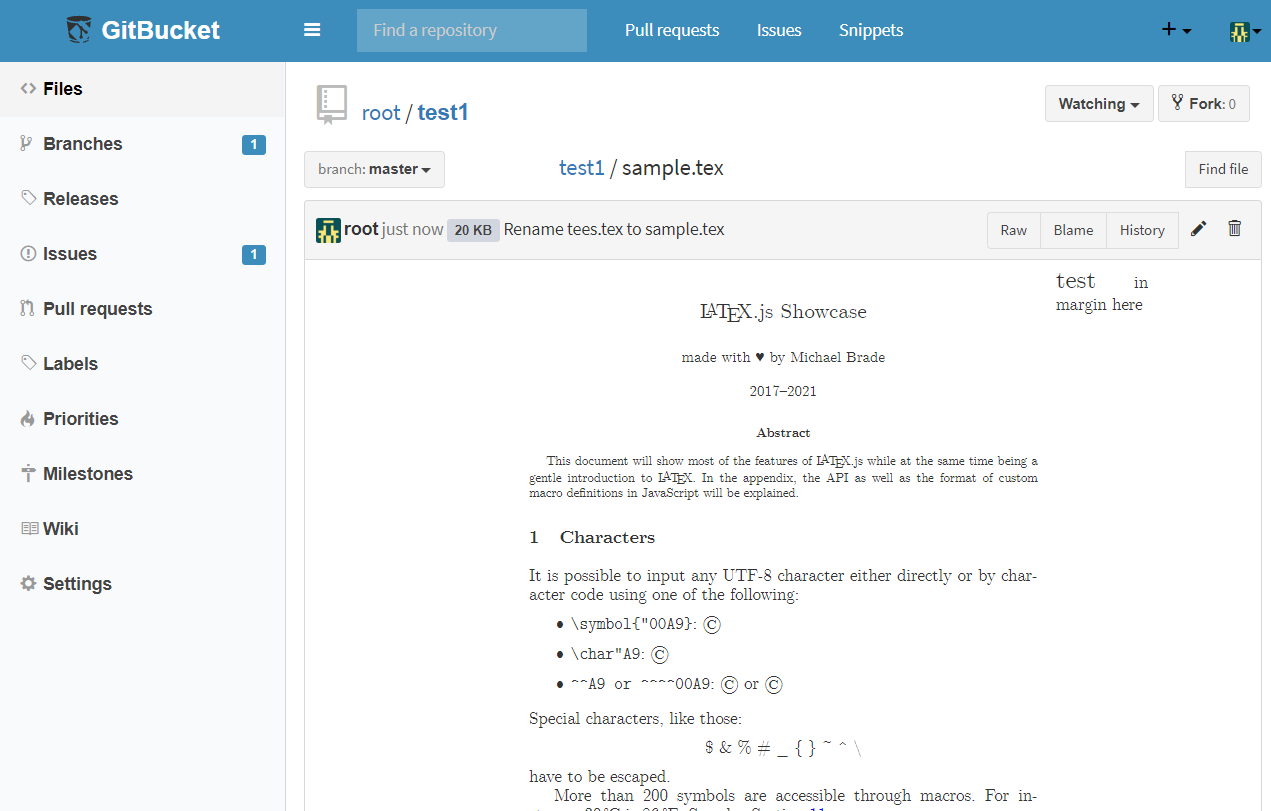 GitBucket
Find a repository
Pull requests
Issues
Snippets
Files
Branches 1
Releases
Issues 1
Pull requests
Labels
Priorities
Milestones
Wiki
Settings
root / test1
Watching
Fork: 0
branch: master
test1 / sample.tex
Find file
root just now 20 KB Rename tees.tex to sample.tex
Raw
Blame
History
test in
margin here
LATEX.js Showcase
made with ♥ by Michael Brade
2017–2021
Abstract
This document will show most of the features of LATEX.js while at the same time being a
gentle introduction to LATEX. In the appendix, the API as well as the format of custom
macro definitions in JavaScript will be explained.
1 Characters
It is possible to input any UTF-8 character either directly or by char-
acter code using one of the following:
• \symbol{"00A9}: ©
• \char"A9: ©
• ^^A9 or ^^^^00A9: © or ©
Special characters, like those:
$ & % # _ { } ~ ^ \
have to be escaped.
More than 200 symbols are accessible through macros. For in-